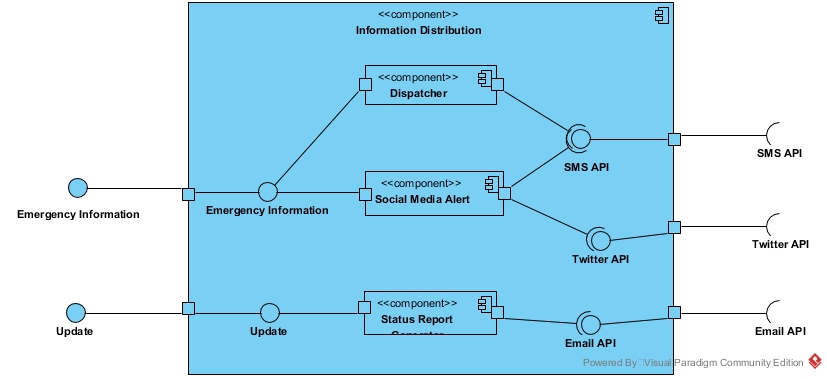 <<component>>
Information Distribution
<<component>>
Dispatcher
SMS API
SMS API
<<component>>
Social Media Alert
Emergency Information
Emergency Information
Twitter API
Twitter API
<<component>>
Status Report
Generator
Update
Update
Email API
Email API
Powered By Visual Paradigm Community Edition